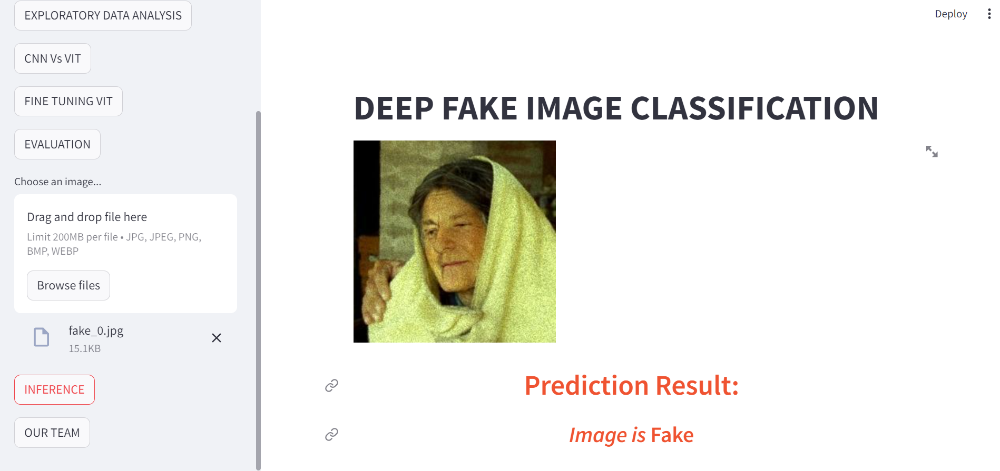 EXPLORATORY DATA ANALYSIS
CNN Vs VIT
FINE TUNING VIT
EVALUATION
Choose an image...
Drag and drop file here
Limit 200MB per file • JPG, JPEG, PNG,
BMP, WEBP
Browse files
fake_0.jpg
15.1KB
INFERENCE
OUR TEAM
Deploy
DEEP FAKE IMAGE CLASSIFICATION
Prediction Result:
Image is Fake